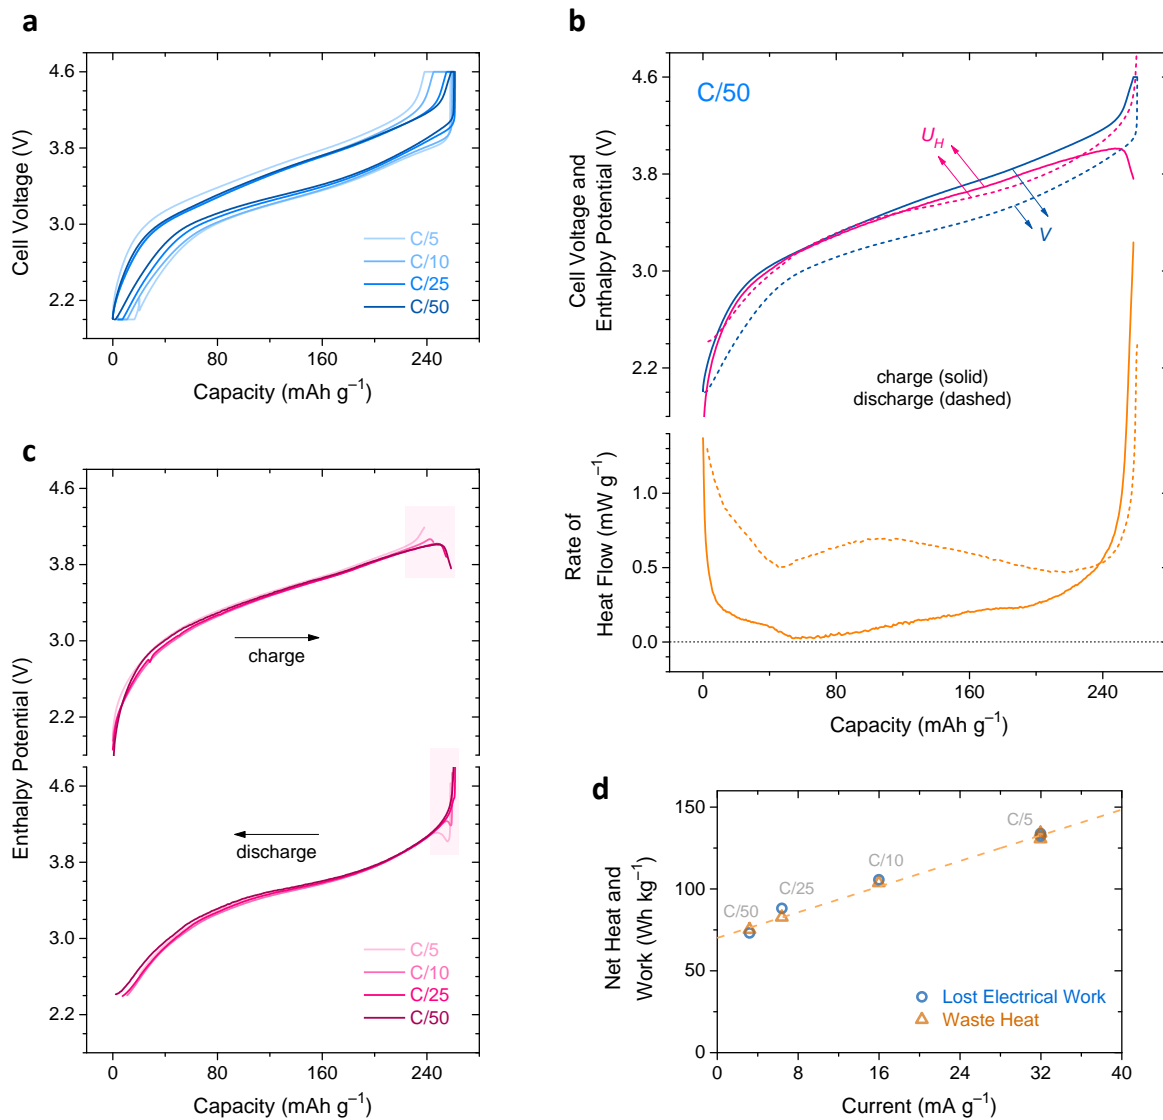 a
4.6
3.8
3.0
2.2
Cell Voltage (V)
C/5
C/10
C/25
C/50
0
80
160
240
Capacity (mAh g⁻¹)
b
C/50
4.6
3.8
3.0
2.2
Cell Voltage and
Enthalpy Potential (V)
U_H
V
charge (solid)
discharge (dashed)
1.0
0.5
0.0
Rate of
Heat Flow (mW g⁻¹)
0
80
160
240
Capacity (mAh g⁻¹)
c
4.6
3.8
3.0
2.2
charge
Enthalpy Potential (V)
4.6
3.8
3.0
2.2
discharge
C/5
C/10
C/25
C/50
0
80
160
240
Capacity (mAh g⁻¹)
d
150
100
50
0
Net Heat and
Work (Wh kg⁻¹)
C/50
C/25
C/10
C/5
Lost Electrical Work
Waste Heat
0
8
16
24
32
40
Current (mA g⁻¹)